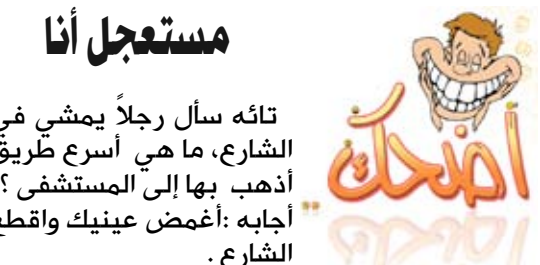 مستعجل أنا
أضحك
تائه سأل رجلاً يمشي في
الشارع، ما هي أسرع طريق
أذهب بها إلى المستشفى ؟
أجابه :أغمض عينيك واقطع
الشارع .